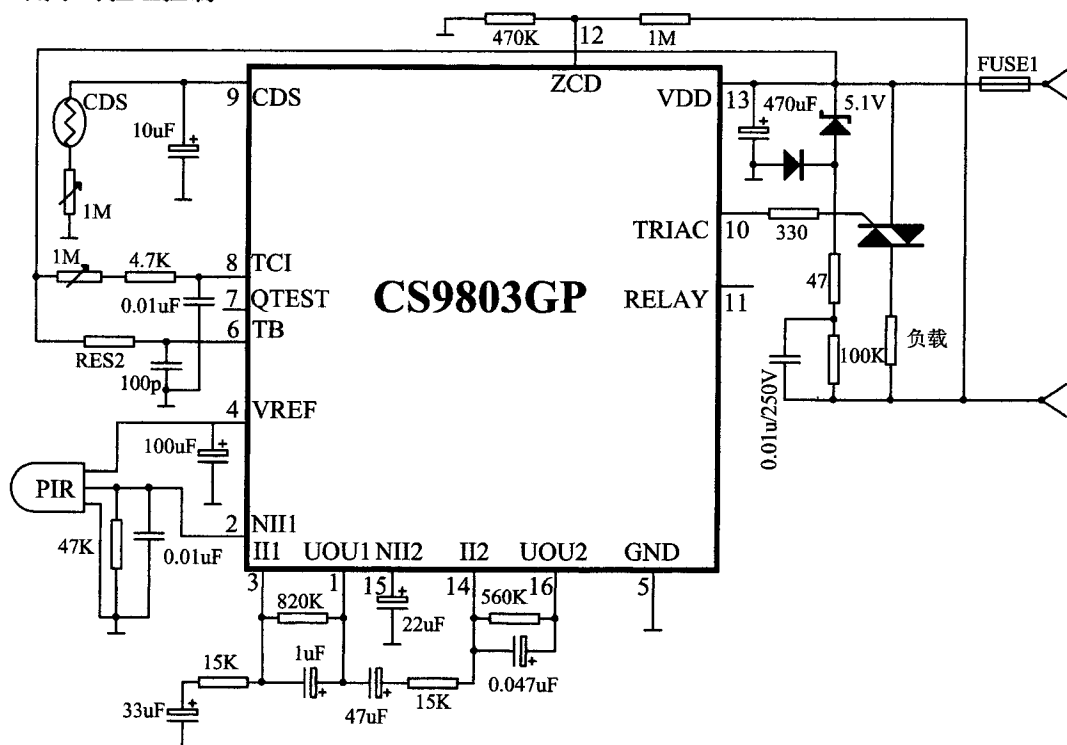 470K
12
1M
FUSE1
ZCD
9
CDS
VDD
13
470uF
5.1V
CDS
10uF
+
+
1M
TRIAC
10
330
1M
4.7K
8
TCI
0.01uF
7
QTEST
CS9803GP
RELAY
11
47
6
TB
RES2
100p
100K
负载
0.01u/250V
4
VREF
100uF
+
PIR
2
NII1
47K
0.01uF
II1
UOU1
NII2
II2
UOU2
GND
3
1
15
14
16
5
820K
+
22uF
560K
15K
1uF
+
+
0.047uF
33uF
+
47uF
+
15K